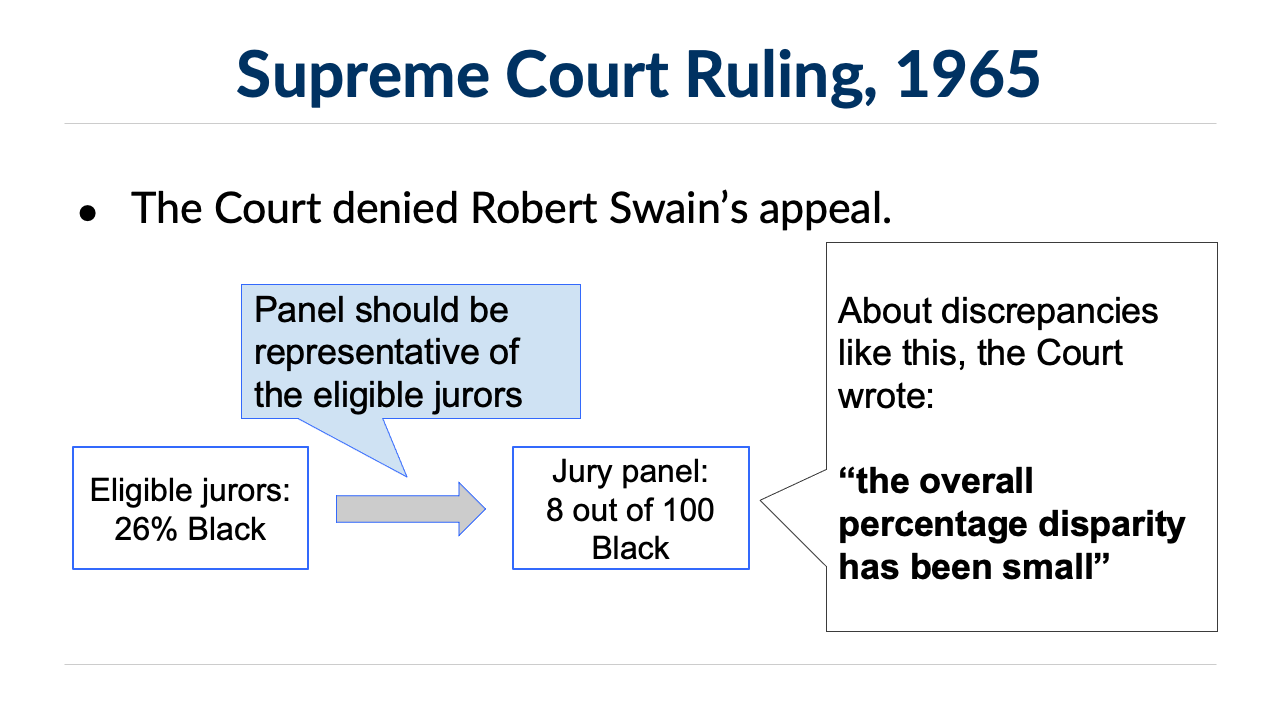 Supreme Court Ruling, 1965
● The Court denied Robert Swain’s appeal.
Panel should be
representative of
the eligible jurors
Eligible jurors:
26% Black
Jury panel:
8 out of 100
Black
About discrepancies
like this, the Court
wrote:
“the overall
percentage disparity
has been small”